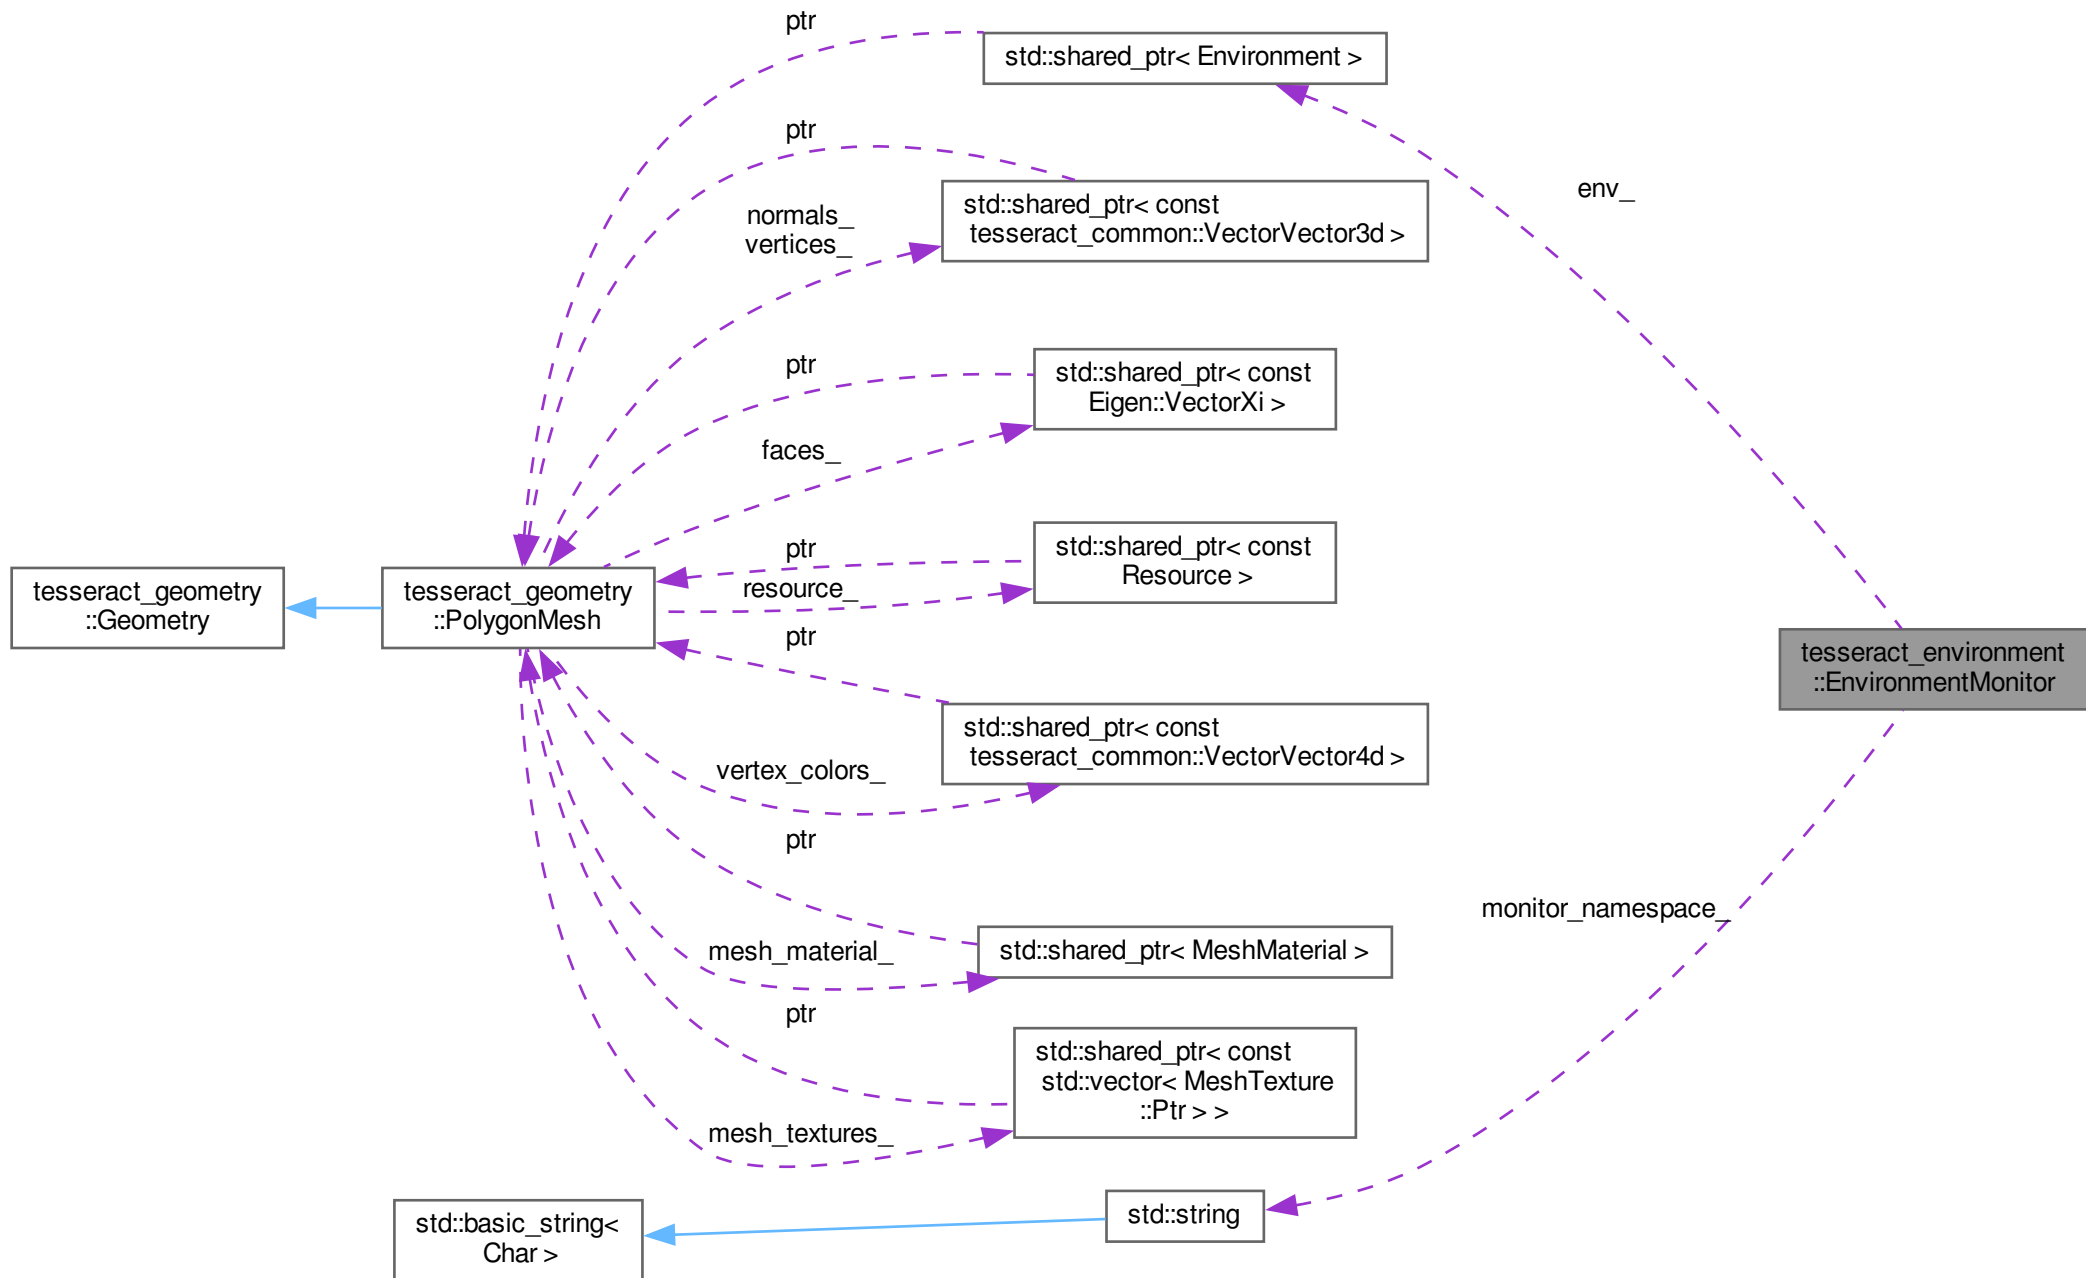 ptr
std::shared_ptr< Environment >
ptr
env_
std::shared_ptr< const
tesseract_common::VectorVector3d >
normals_
vertices_
ptr
std::shared_ptr< const
Eigen::VectorXi >
faces_
ptr
std::shared_ptr< const
Resource >
resource_
tesseract_geometry
::Geometry
tesseract_geometry
::PolygonMesh
ptr
tesseract_environment
::EnvironmentMonitor
std::shared_ptr< const
tesseract_common::VectorVector4d >
vertex_colors_
ptr
monitor_namespace_
mesh_material_
std::shared_ptr< MeshMaterial >
ptr
std::shared_ptr< const
std::vector< MeshTexture
::Ptr > >
mesh_textures_
std::basic_string<
Char >
std::string